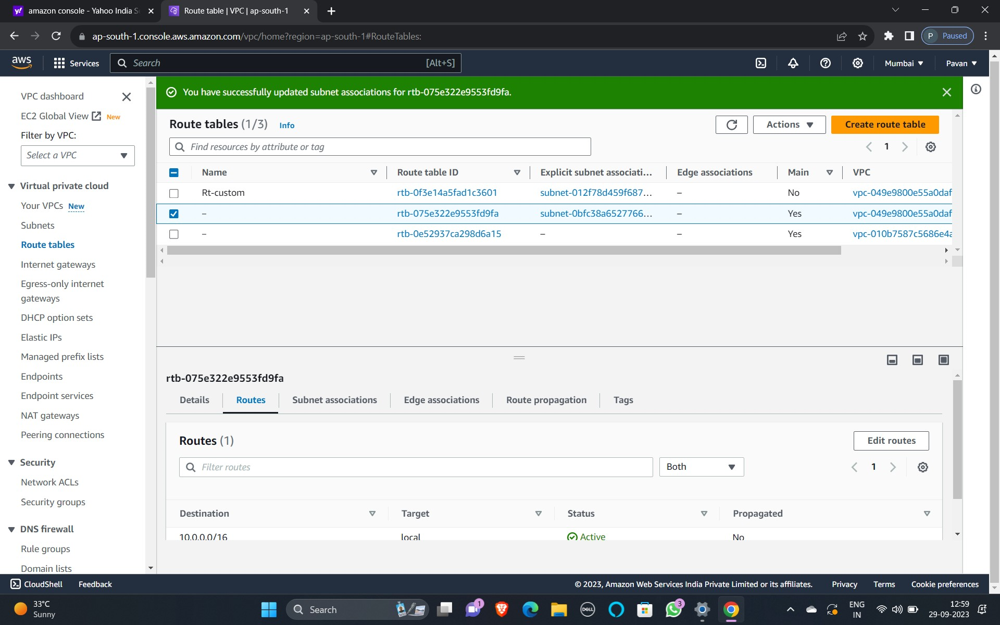 amazon console - Yahoo India S
Route table | VPC | ap-south-1
ap-south-1.console.aws.amazon.com/vpc/home?region=ap-south-1#RouteTables:
P Paused
aws
Services
Search
[Alt+S]
Mumbai
Pavan
VPC dashboard
EC2 Global View New
Filter by VPC:
Select a VPC
Virtual private cloud
Your VPCs New
Subnets
Route tables
Internet gateways
Egress-only internet
gateways
DHCP option sets
Elastic IPs
Managed prefix lists
Endpoints
Endpoint services
NAT gateways
Peering connections
Security
Network ACLs
Security groups
DNS firewall
Rule groups
Domain lists
You have successfully updated subnet associations for rtb-075e322e9553fd9fa.
Route tables (1/3) Info
Actions
Create route table
Find resources by attribute or tag
1
Name Route table ID Explicit subnet associati... Edge associations Main VPC
Rt-custom rtb-0f3e14a5fad1c3601 subnet-012f78d459f687... – No vpc-049e9800e55a0daf
– rtb-075e322e9553fd9fa subnet-0bfc38a6527766... – Yes vpc-049e9800e55a0daf
– rtb-0e52937ca298d6a15 – – Yes vpc-010b7587c5686e4a
rtb-075e322e9553fd9fa
Details Routes Subnet associations Edge associations Route propagation Tags
Routes (1)
Edit routes
Filter routes
Both
1
Destination Target Status Propagated
10.0.0.0/16 local Active No
CloudShell Feedback
© 2023, Amazon Web Services India Private Limited or its affiliates. Privacy Terms Cookie preferences
33°C
Sunny
Search
1
DELL
3
ENG
IN
12:59
29-09-2023